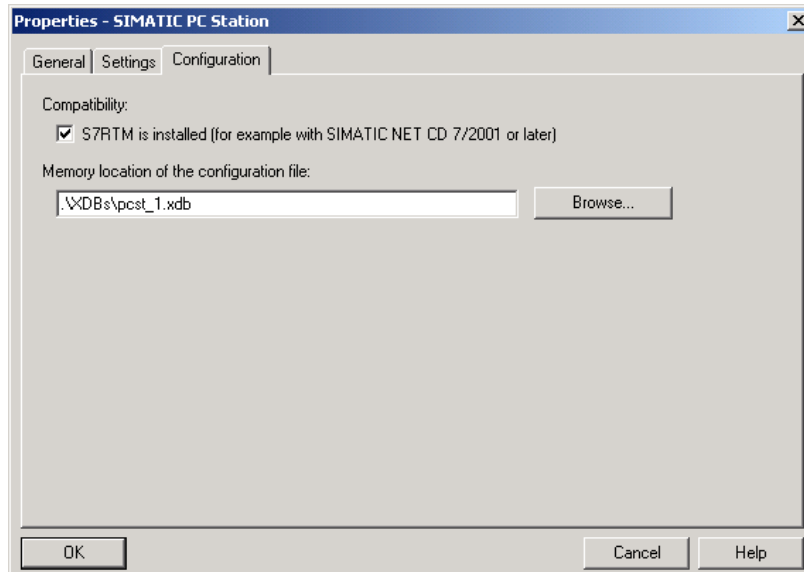 Properties - SIMATIC PC Station
General Settings Configuration
Compatibility:
S7RTM is installed (for example with SIMATIC NET CD 7/2001 or later)
Memory location of the configuration file:
.\XDBs\pcst_1.xdb Browse...
OK Cancel Help